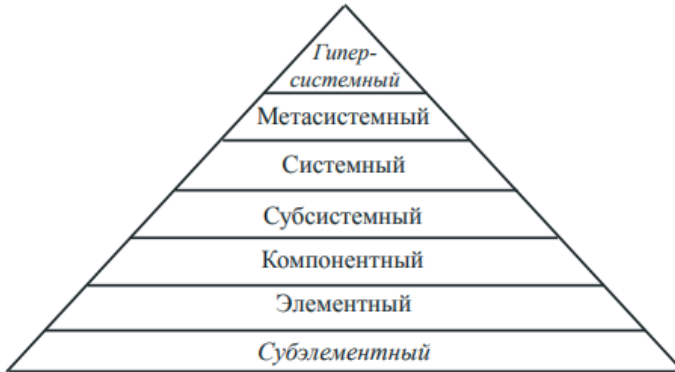 Гипер-
системный
Метасистемный
Системный
Субсистемный
Компонентный
Элементный
Субэлементный